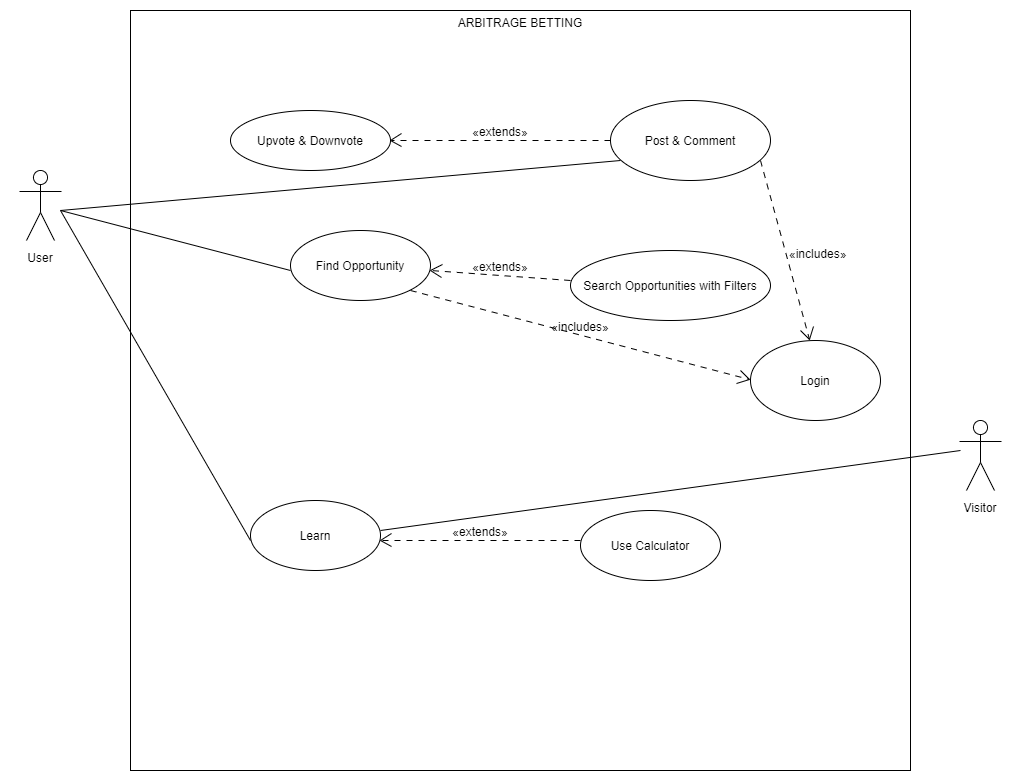 ARBITRAGE BETTING
Upvote & Downvote
«extends»
Post & Comment
User
Find Opportunity
«extends»
Search Opportunities with Filters
«includes»
«includes»
Login
Visitor
Learn
«extends»
Use Calculator